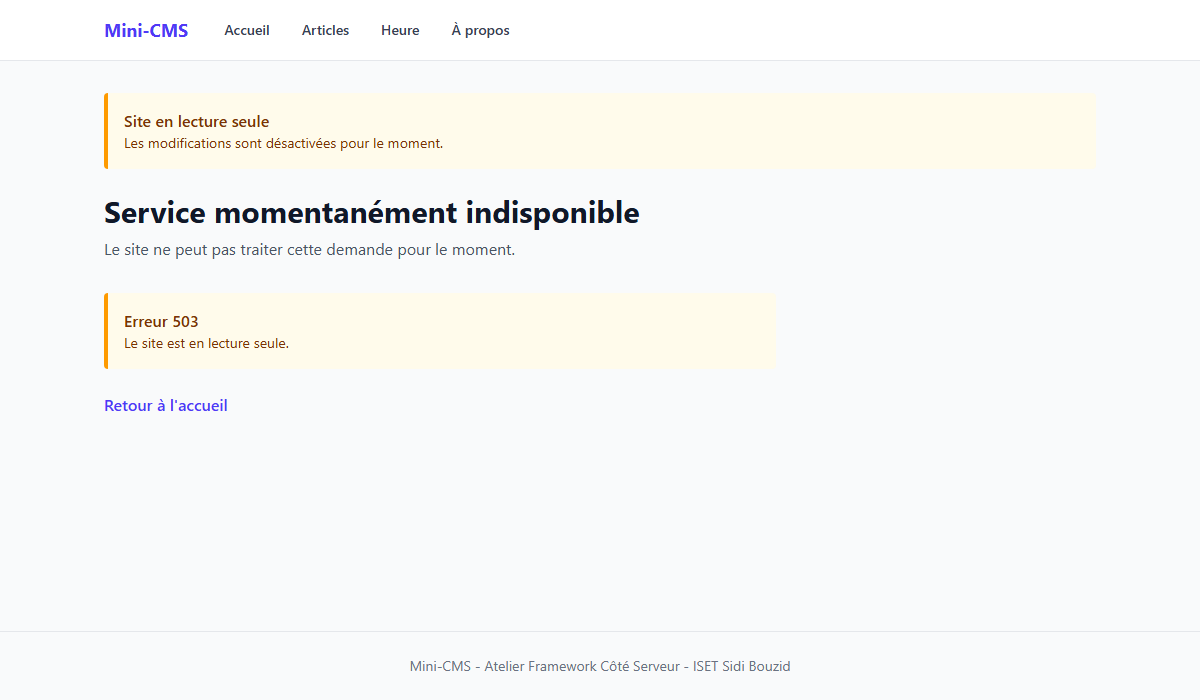 Mini-CMS Accueil Articles Heure À propos
Site en lecture seule
Les modifications sont désactivées pour le moment.
Service momentanément indisponible
Le site ne peut pas traiter cette demande pour le moment.
Erreur 503
Le site est en lecture seule.
Retour à l'accueil
Mini-CMS - Atelier Framework Côté Serveur - ISET Sidi Bouzid